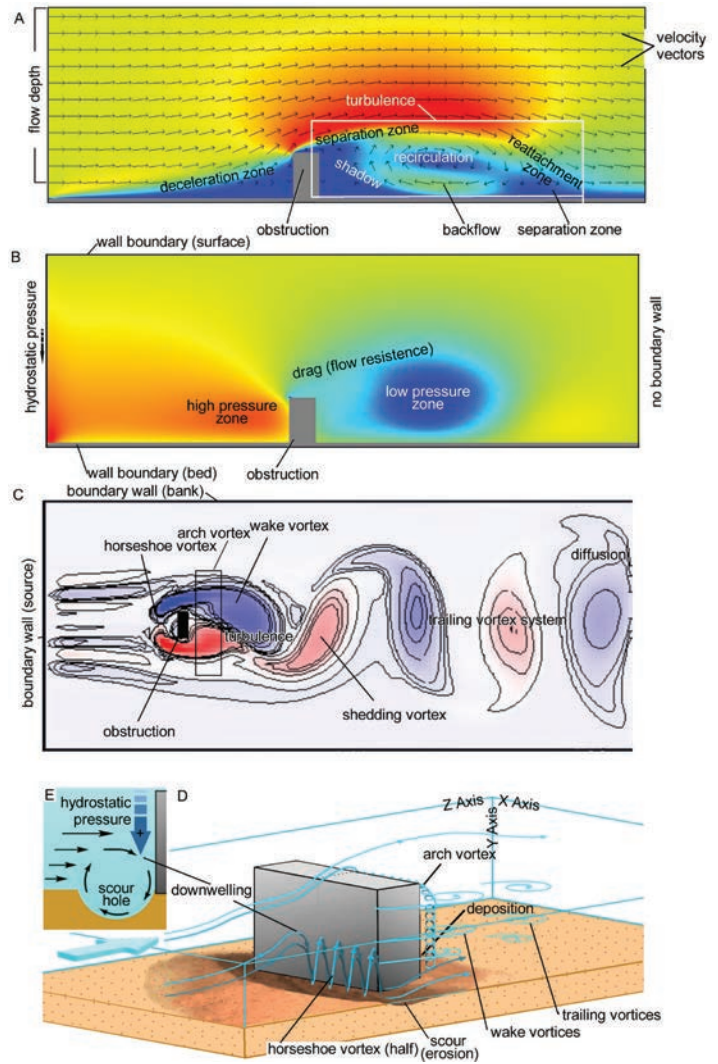 A
velocity
vectors
flow depth
turbulence
separation zone
recirculation
reattachment
zone
deceleration zone
shadow
obstruction
backflow
separation zone
wall boundary (surface)
B
hydrostatic pressure
drag (flow resistence)
low pressure
zone
high pressure
zone
no boundary wall
wall boundary (bed)
obstruction
boundary wall (bank)
C
arch vortex
wake vortex
horseshoe vortex
diffusion
boundary wall (source)
turbulence
trailing vortex system
shedding vortex
obstruction
E
hydrostatic
pressure
+
scour
hole
D
Z Axis
X Axis
Y Axis
arch vortex
downwelling
deposition
trailing vortices
wake vortices
scour
(erosion)
horseshoe vortex (half)